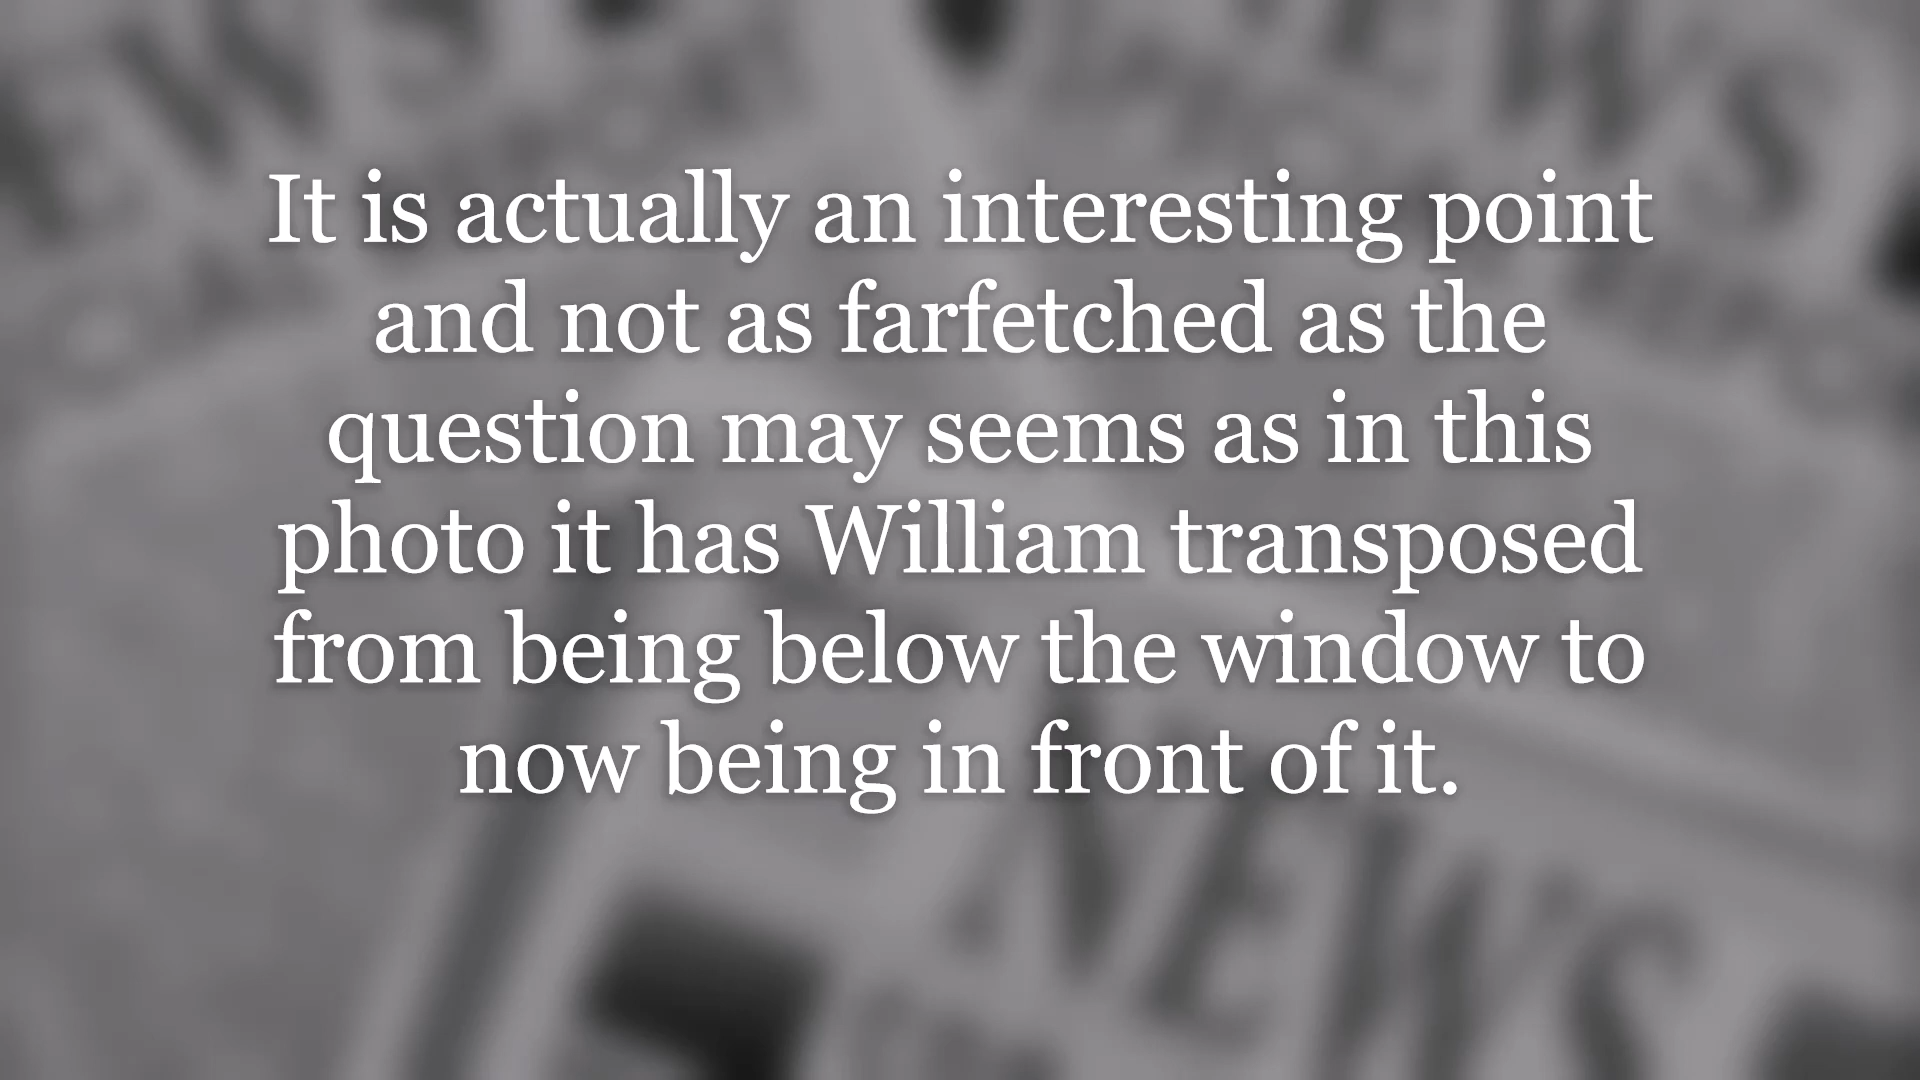 It is actually an interesting point
and not as farfetched as the
question may seems as in this
photo it has William transposed
from being below the window to
now being in front of it.
NEWS